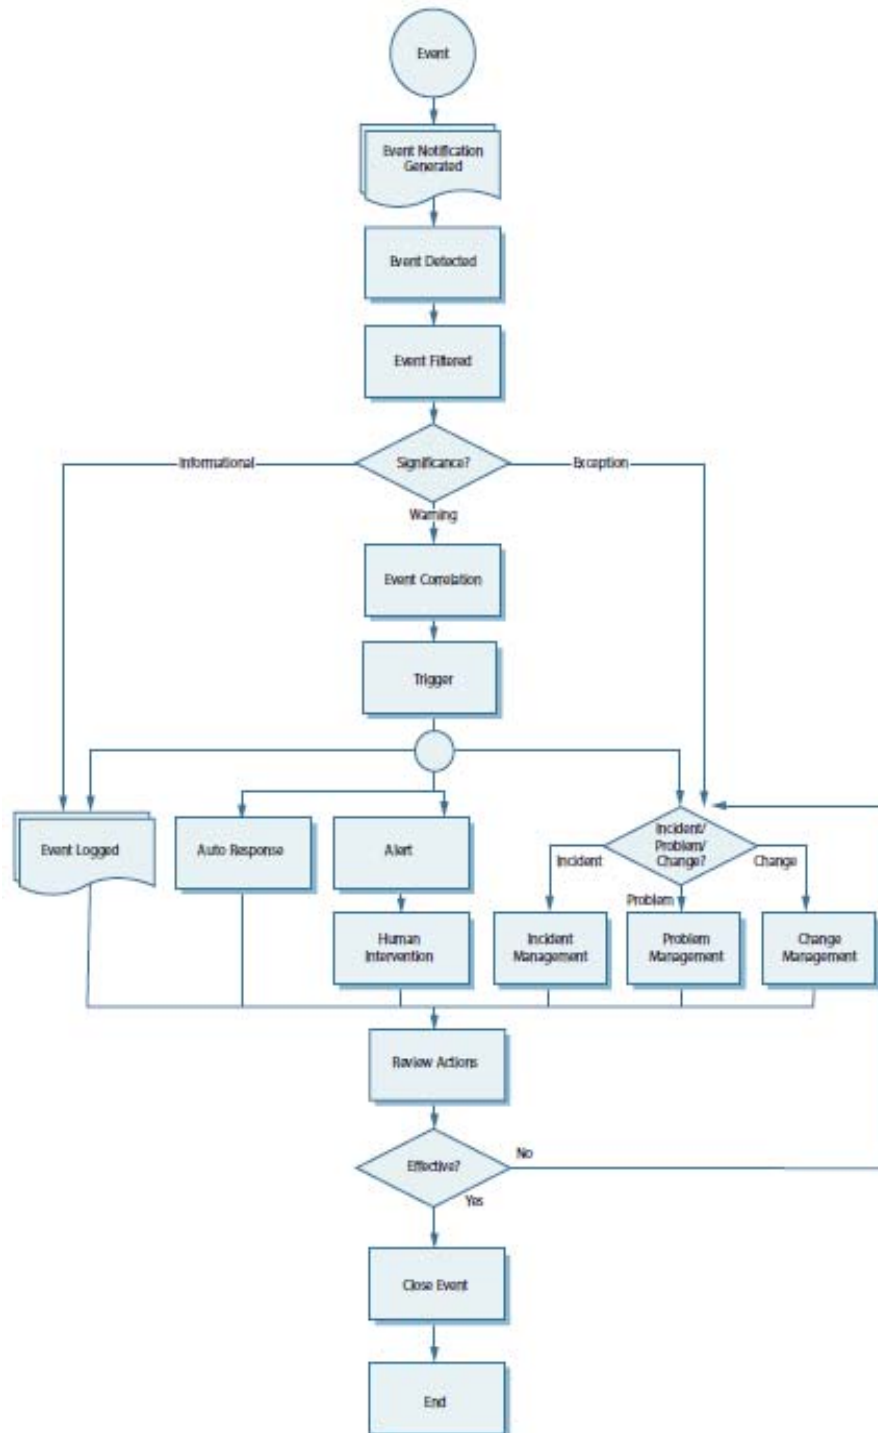 Event
Event Notification
Generated
Event Detected
Event Filtered
Informational
Significance?
Exception
Warning
Event Correlation
Trigger
Event Logged
Auto Response
Alert
Incident/
Problem/
Change?
Incident
Problem
Change
Human
Intervention
Incident
Management
Problem
Management
Change
Management
Review Actions
Effective?
No
Yes
Close Event
End